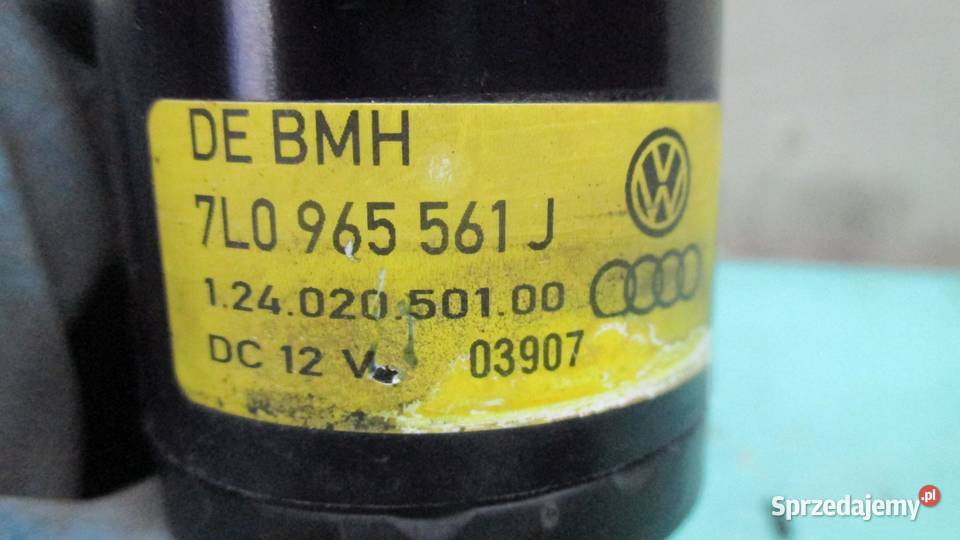 DE BMH
7L0 965 561 J
1.24.020.501.00
DC 12 V 03907
Sprzedajemy.pl